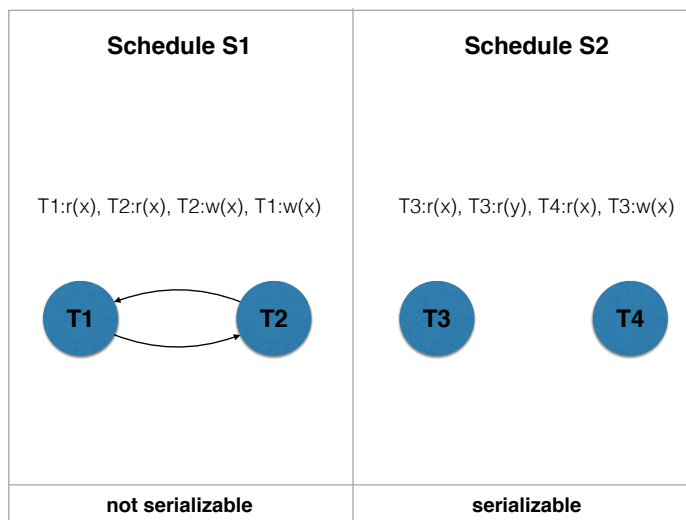 Schedule S1
T1:r(x), T2:r(x), T2:w(x), T1:w(x)
T1
T2
not serializable
Schedule S2
T3:r(x), T3:r(y), T4:r(x), T3:w(x)
T3
T4
serializable